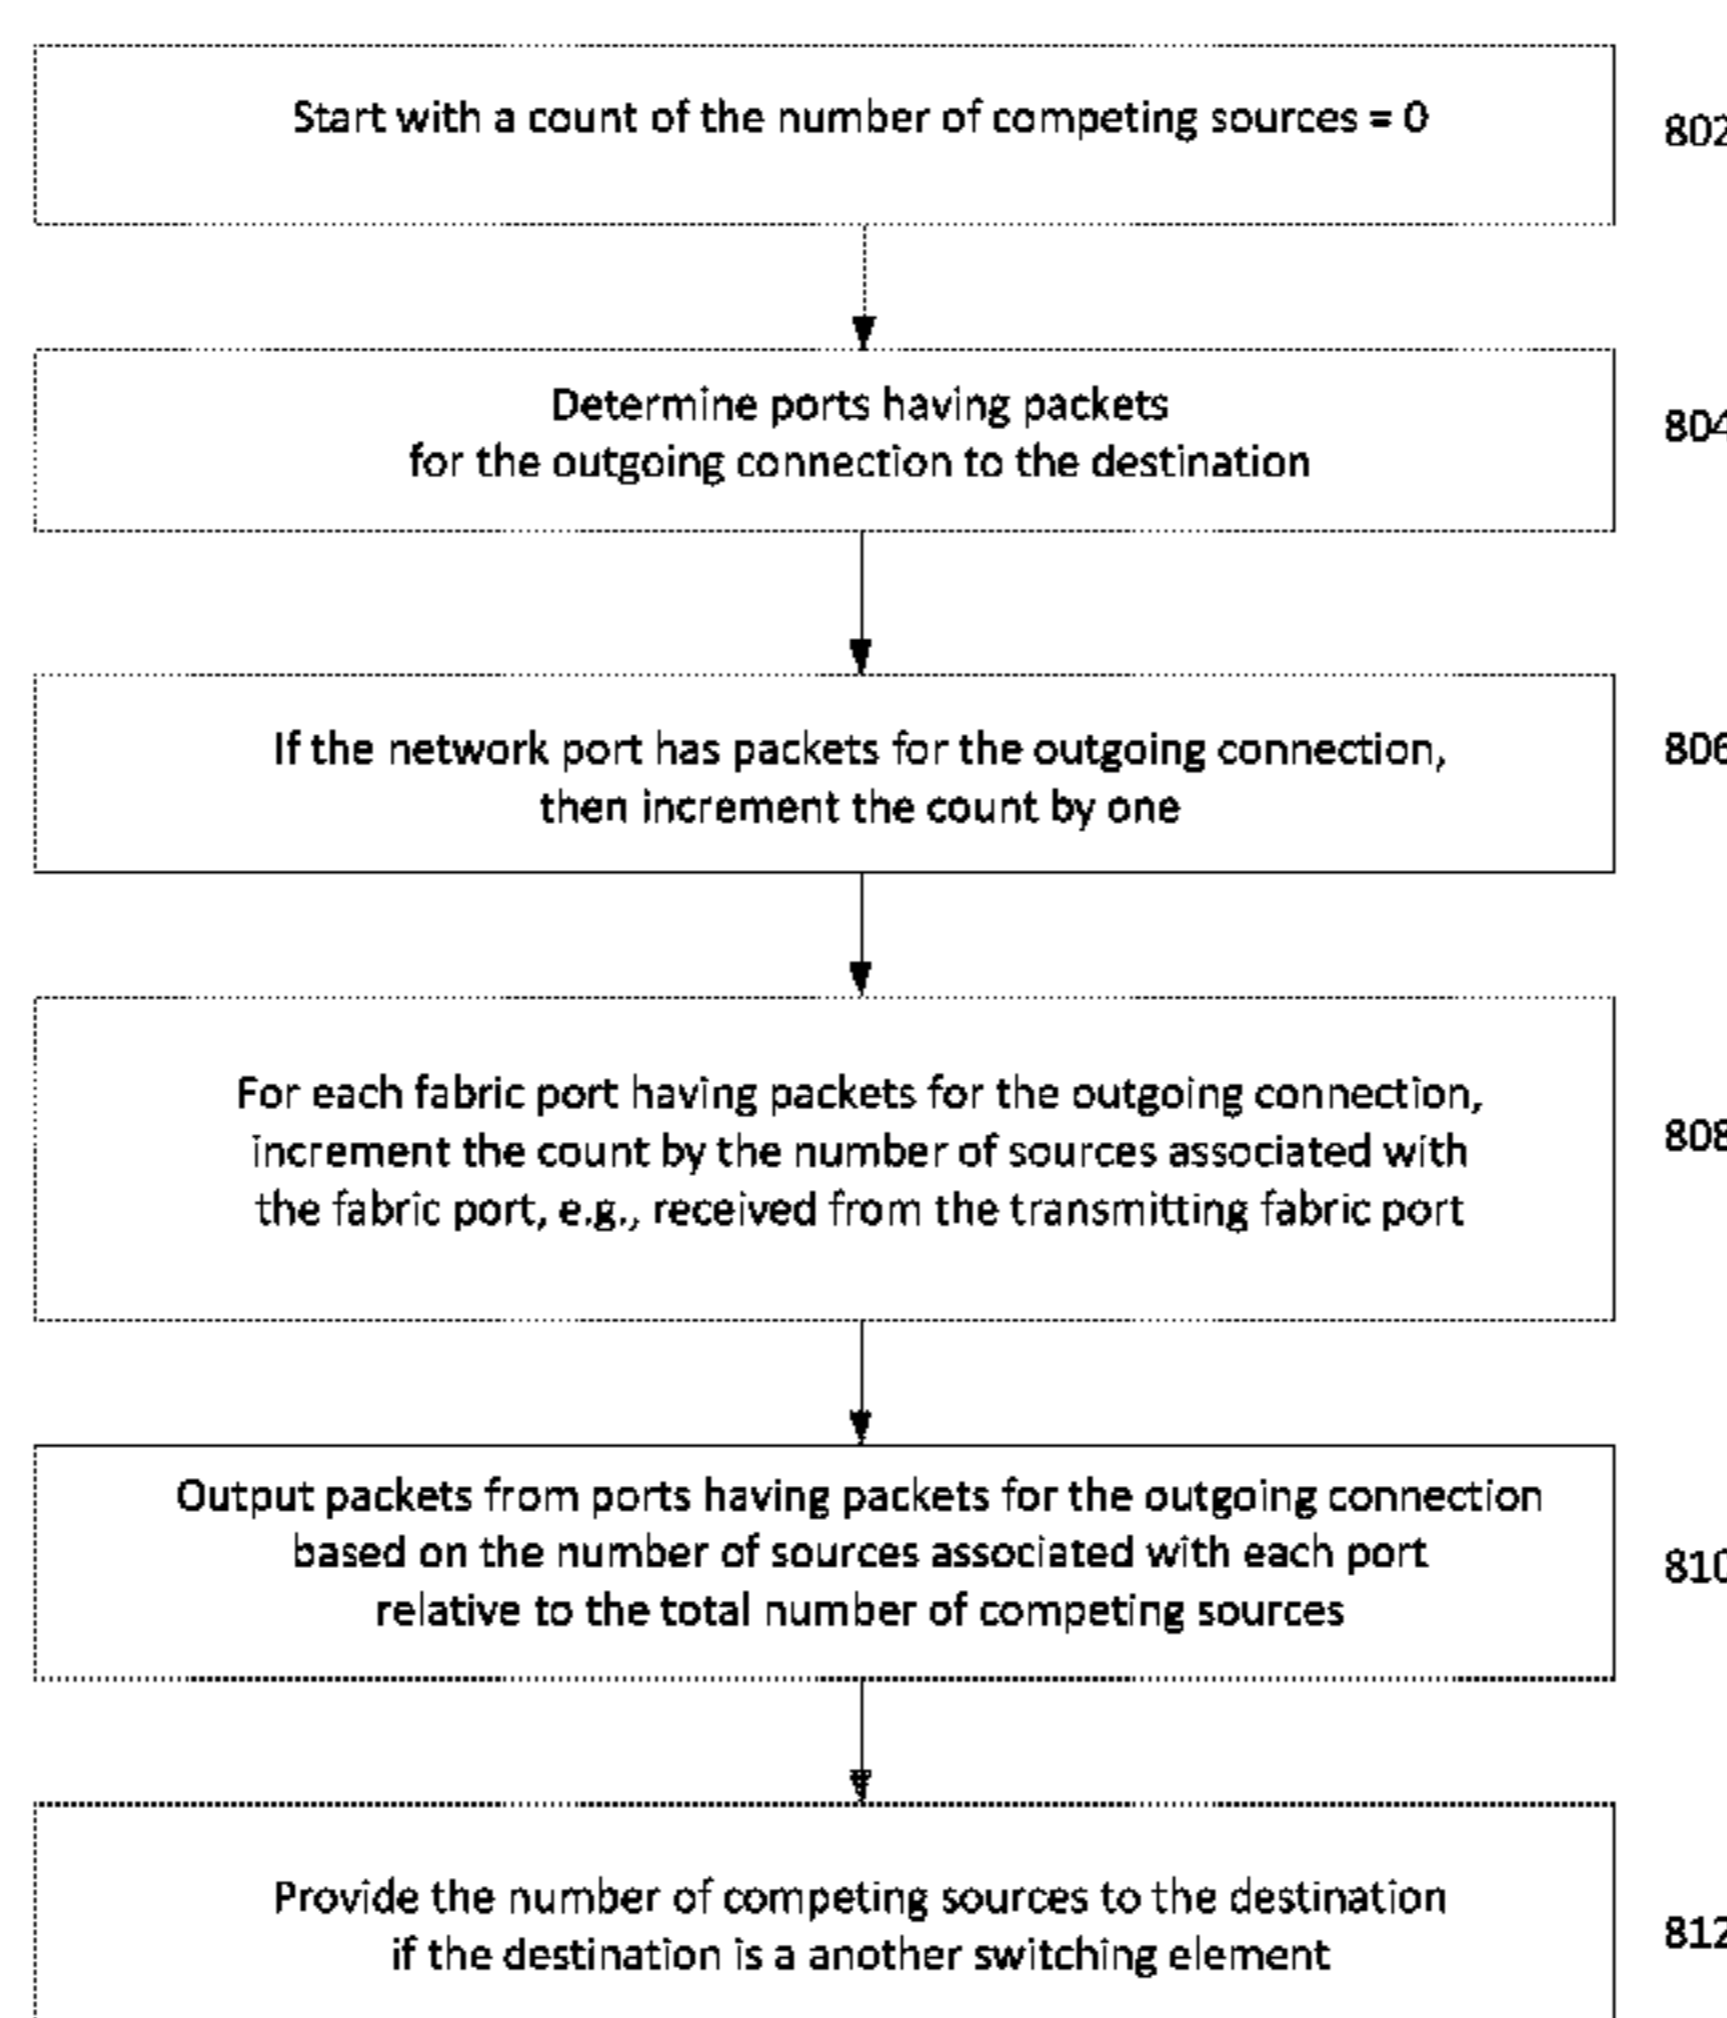 Start with a count of the number of competing sources = 0
802
Determine ports having packets
for the outgoing connection to the destination
804
If the network port has packets for the outgoing connection,
then increment the count by one
806
For each fabric port having packets for the outgoing connection,
increment the count by the number of sources associated with
the fabric port, e.g., received from the transmitting fabric port
808
Output packets from ports having packets for the outgoing connection
based on the number of sources associated with each port
relative to the total number of competing sources
810
Provide the number of competing sources to the destination
if the destination is a another switching element
812